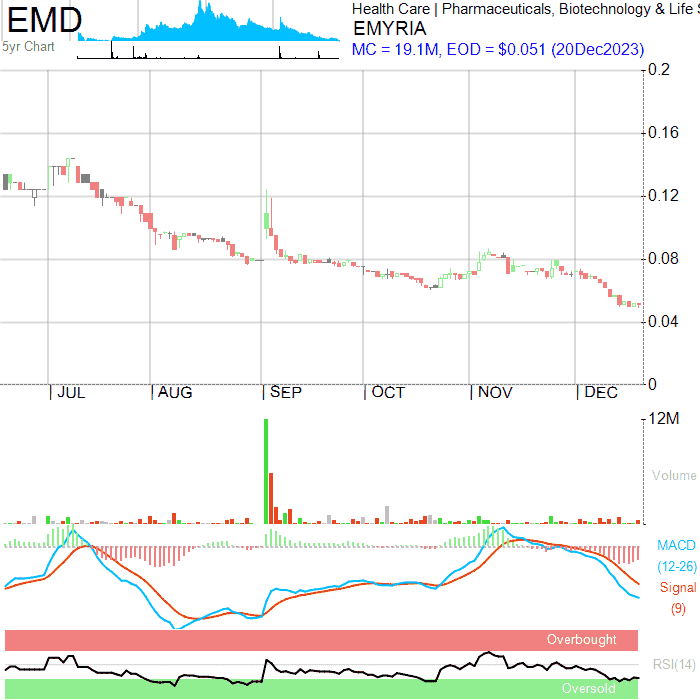 EMD
5yr Chart
Health Care | Pharmaceuticals, Biotechnology & Life S
EMYRIA
MC = 19.1M, EOD = $0.051 (20Dec2023)
0.2
0.16
0.12
0.08
0.04
0
JUL AUG SEP OCT NOV DEC
12M
Volume
MACD
(12-26)
Signal
(9)
Overbought
RSI(14)
Oversold